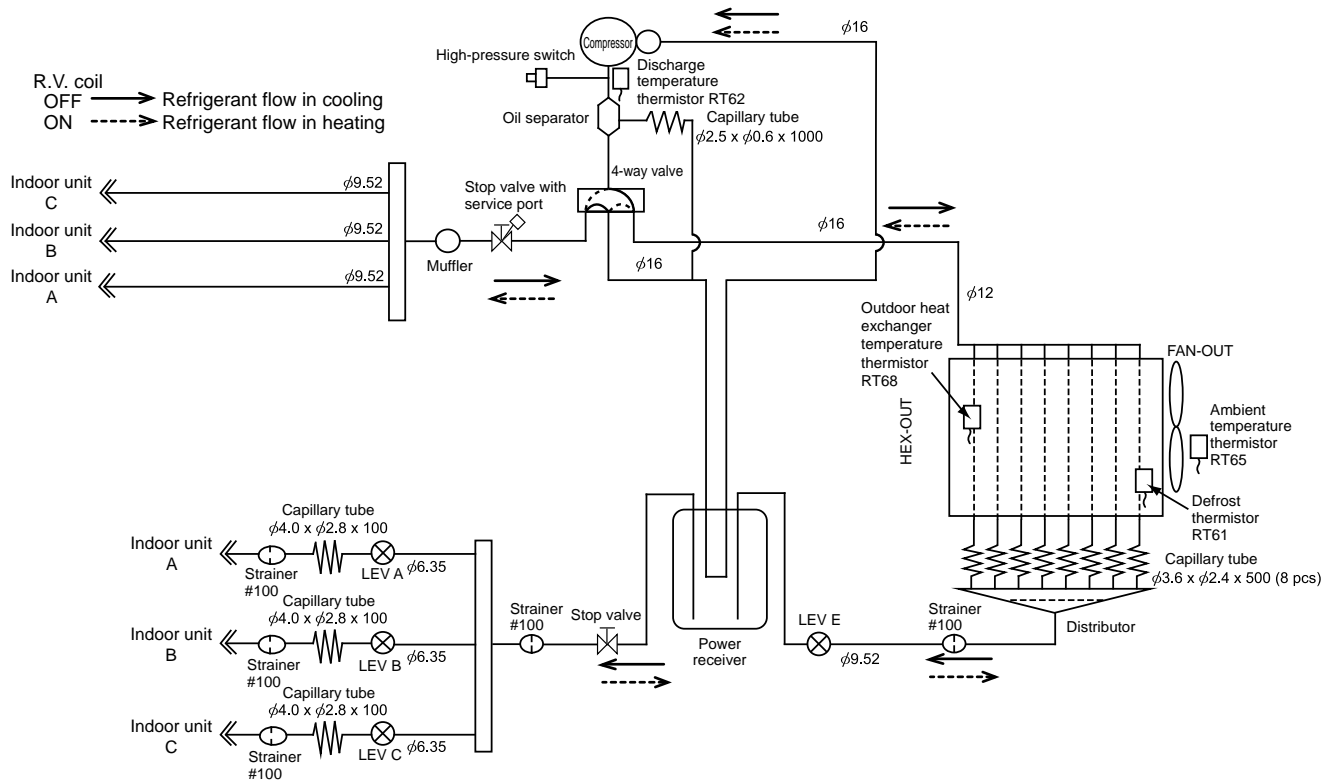 Compressor
ϕ16
High-pressure switch
Discharge
temperature
thermistor RT62
R.V. coil
OFF Refrigerant flow in cooling
ON Refrigerant flow in heating
Oil separator
Capillary tube
ϕ2.5 x ϕ0.6 x 1000
4-way valve
Indoor unit
C
ϕ9.52
Stop valve with
service port
Indoor unit
B
ϕ9.52
Muffler
ϕ16
ϕ16
Indoor unit
A
ϕ9.52
ϕ12
Outdoor heat
exchanger
temperature
thermistor
RT68
FAN-OUT
HEX-OUT
Ambient
temperature
thermistor
RT65
Defrost
thermistor
RT61
Capillary tube
ϕ3.6 x ϕ2.4 x 500 (8 pcs)
Distributor
Capillary tube
ϕ4.0 x ϕ2.8 x 100
Indoor unit
A
Strainer
#100
LEV A
ϕ6.35
Capillary tube
ϕ4.0 x ϕ2.8 x 100
Indoor unit
B
Strainer
#100
LEV B
ϕ6.35
Strainer
#100
Stop valve
Power
receiver
LEV E
ϕ9.52
Strainer
#100
Capillary tube
ϕ4.0 x ϕ2.8 x 100
Indoor unit
C
Strainer
#100
LEV C
ϕ6.35